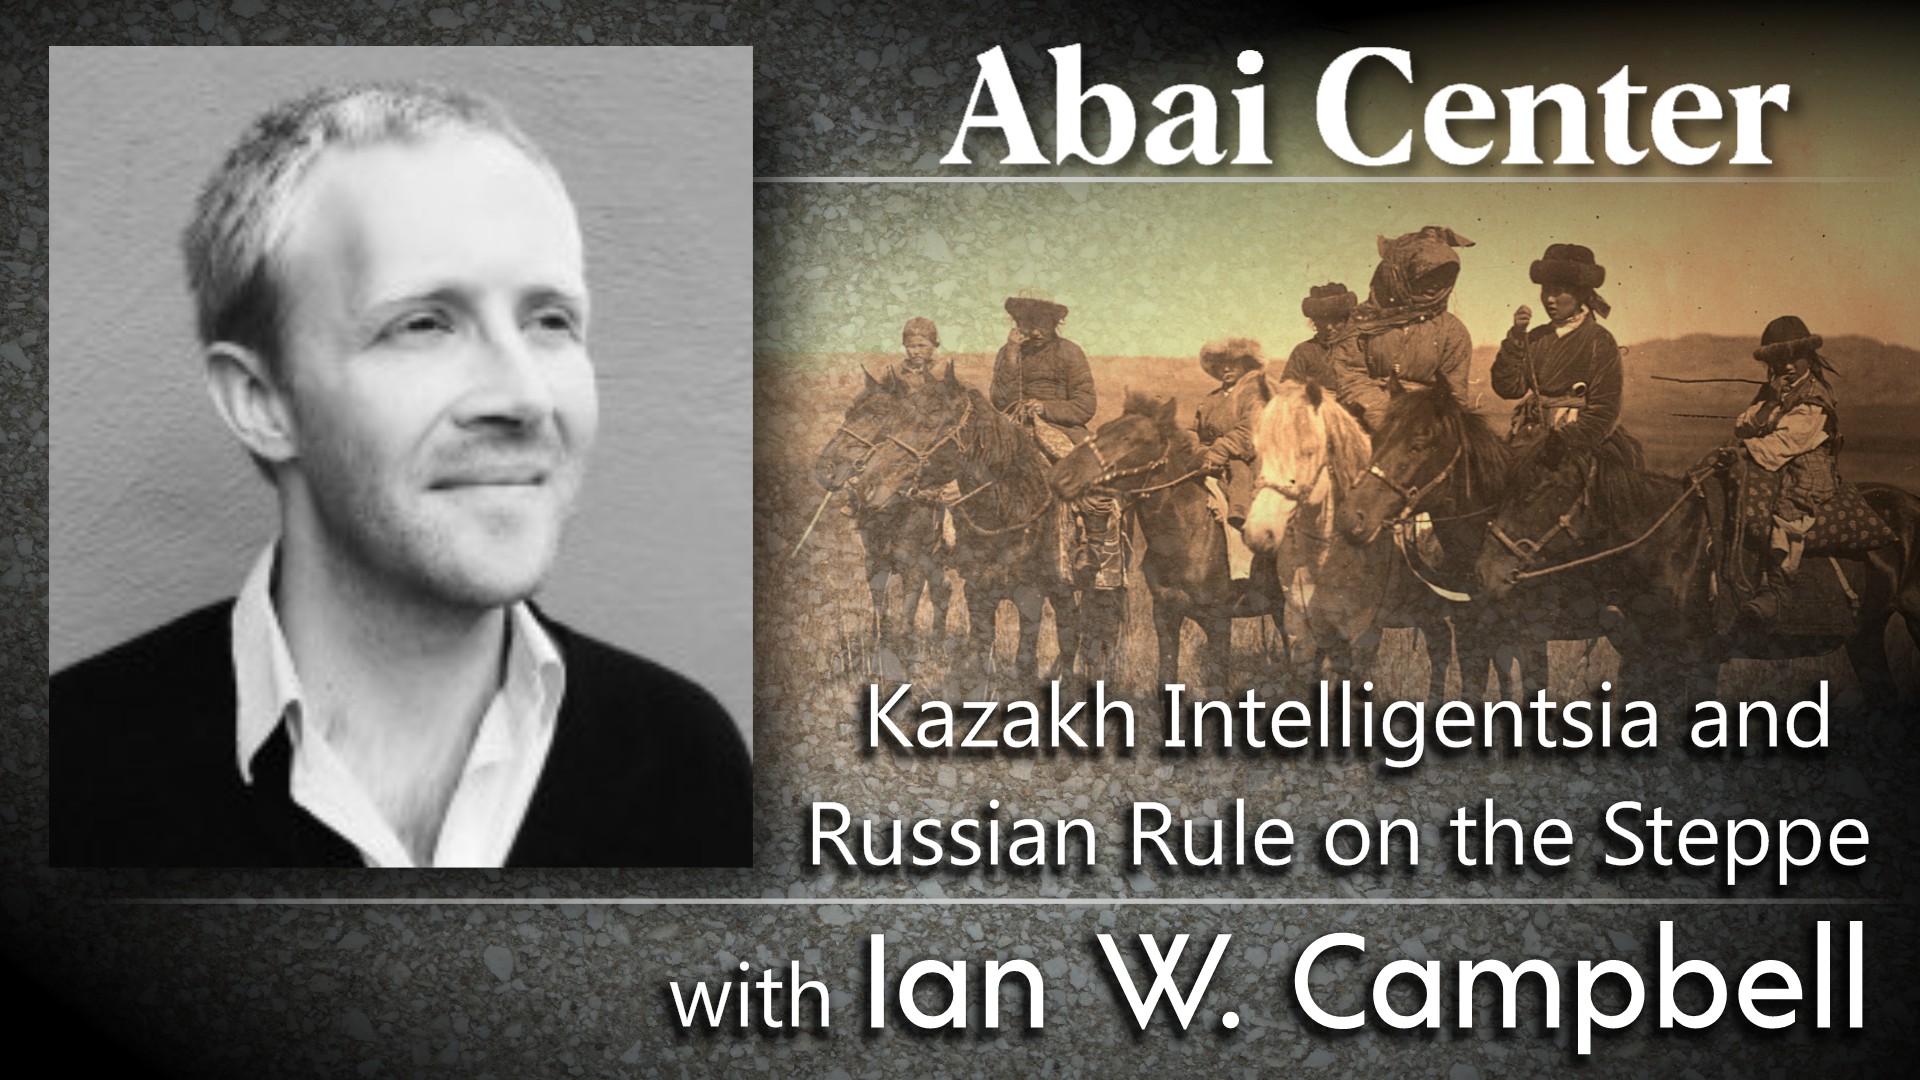 Abai Center
Kazakh Intelligentsia and
Russian Rule on the Steppe
with Ian W. Campbell